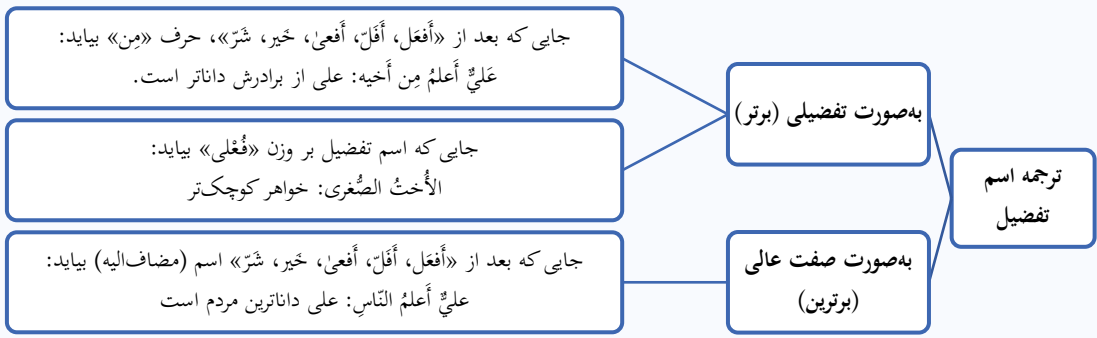 ترجمه اسم
تفضیل
به‌صورت تفضیلی (برتر)
جایی که بعد از «أَفعَل، أَفَلّ، أَفعیٰ، خَیر، شَرّ»، حرف «مِن» بیاید:
عَليٌّ أَعلمُ مِن أَخیه: علی از برادرش داناتر است.
جایی که اسم تفضیل بر وزن «فُعْلی» بیاید:
الأُختُ الصُّغری: خواهر کوچک‌تر
به‌صورت صفت عالی
(برترین)
جایی که بعد از «أَفعَل، أَفَلّ، أَفعیٰ، خَیر، شَرّ» اسم (مضاف‌الیه) بیاید:
عليٌّ أَعلمُ النّاسِ: علی داناترین مردم است